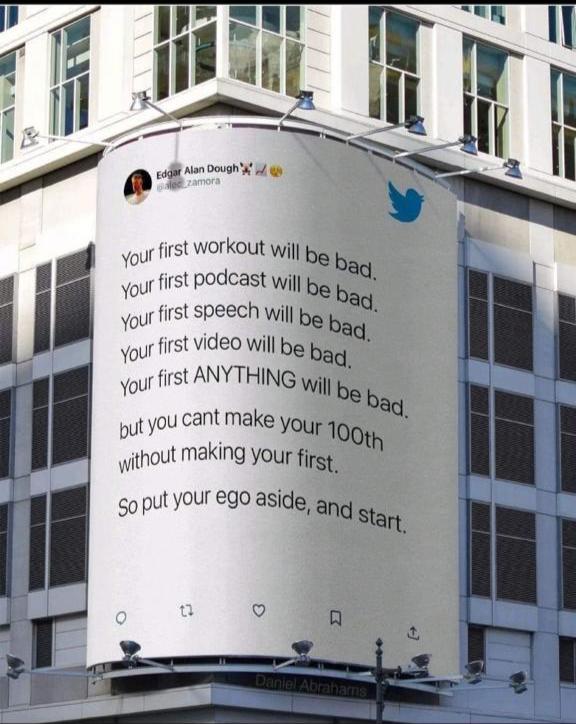 Edgar Alan Dough
@alec_zamora
Your first workout will be bad.
Your first podcast will be bad.
Your first speech will be bad.
Your first video will be bad.
Your first ANYTHING will be bad.
but you cant make your 100th
without making your first.
So put your ego aside, and start.
Daniel Abrahams